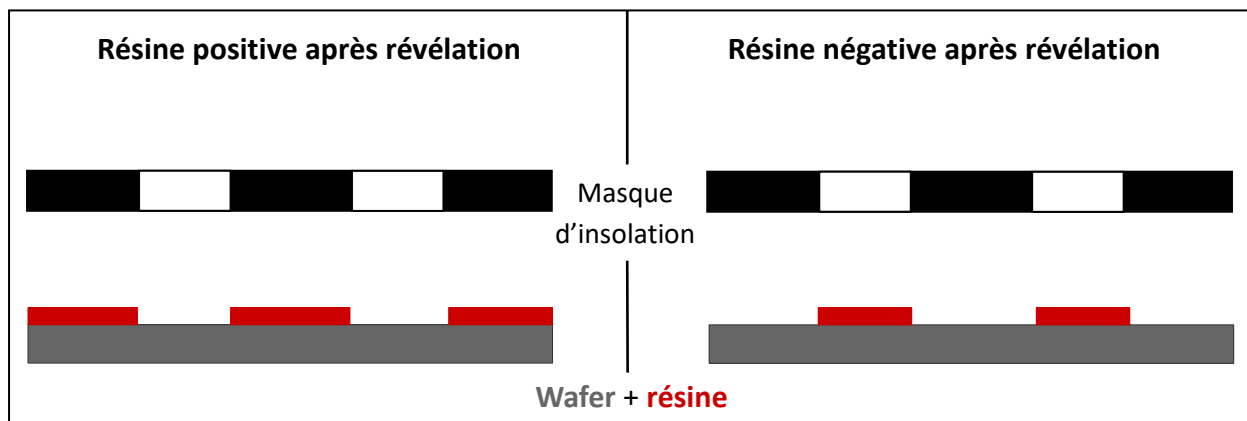 Résine positive après révélation
Résine négative après révélation
Masque
d’insolation
Wafer + résine